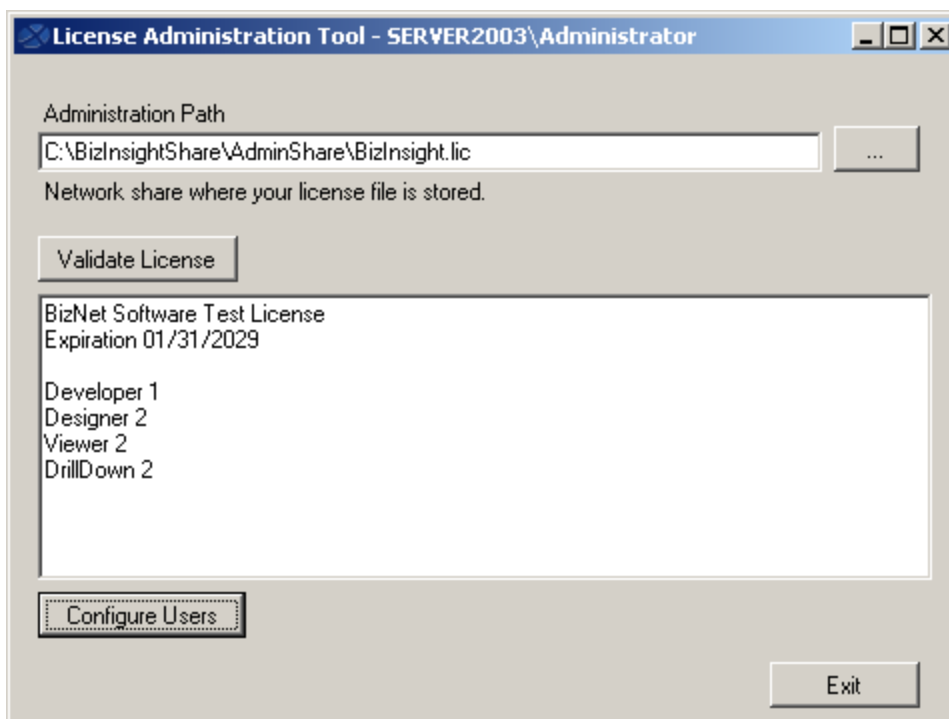 License Administration Tool - SERVER2003\Administrator
Administration Path
C:\BizInsightShare\AdminShare\BizInsight.lic
...
Network share where your license file is stored.
Validate License
BizNet Software Test License
Expiration 01/31/2029
Developer 1
Designer 2
Viewer 2
DrillDown 2
Configure Users
Exit